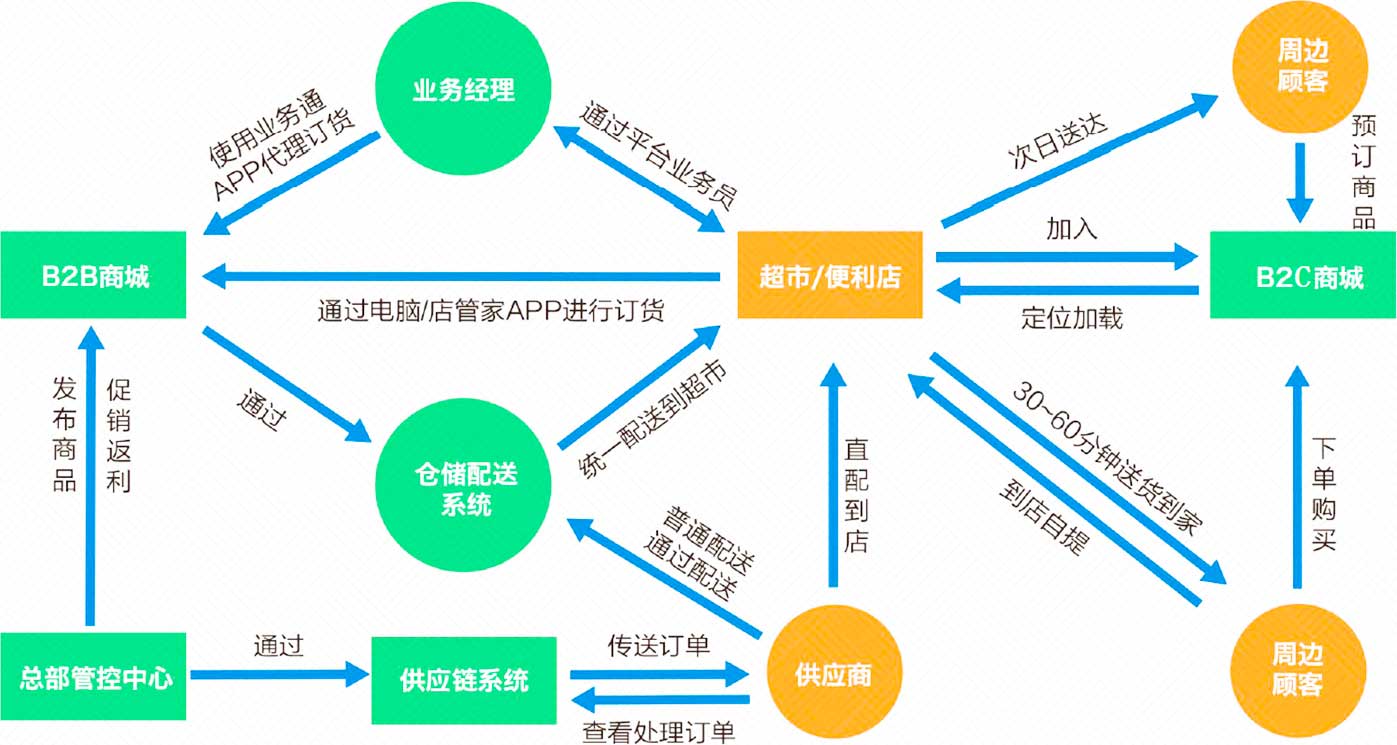 业务经理
周边
顾客
使用业务通
APP代理订货
通过平台业务员
次日送达
预订商品
B2B商城
超市/便利店
加入
B2C商城
通过电脑/店管家APP进行订货
定位加载
发布商品
促销返利
通过
仓储配送
系统
统一配送到超市
直配到店
30~60分钟送货到家
到店自提
下单购买
普通配送
通过配送
总部管控中心
通过
供应链系统
传送订单
查看处理订单
供应商
周边
顾客